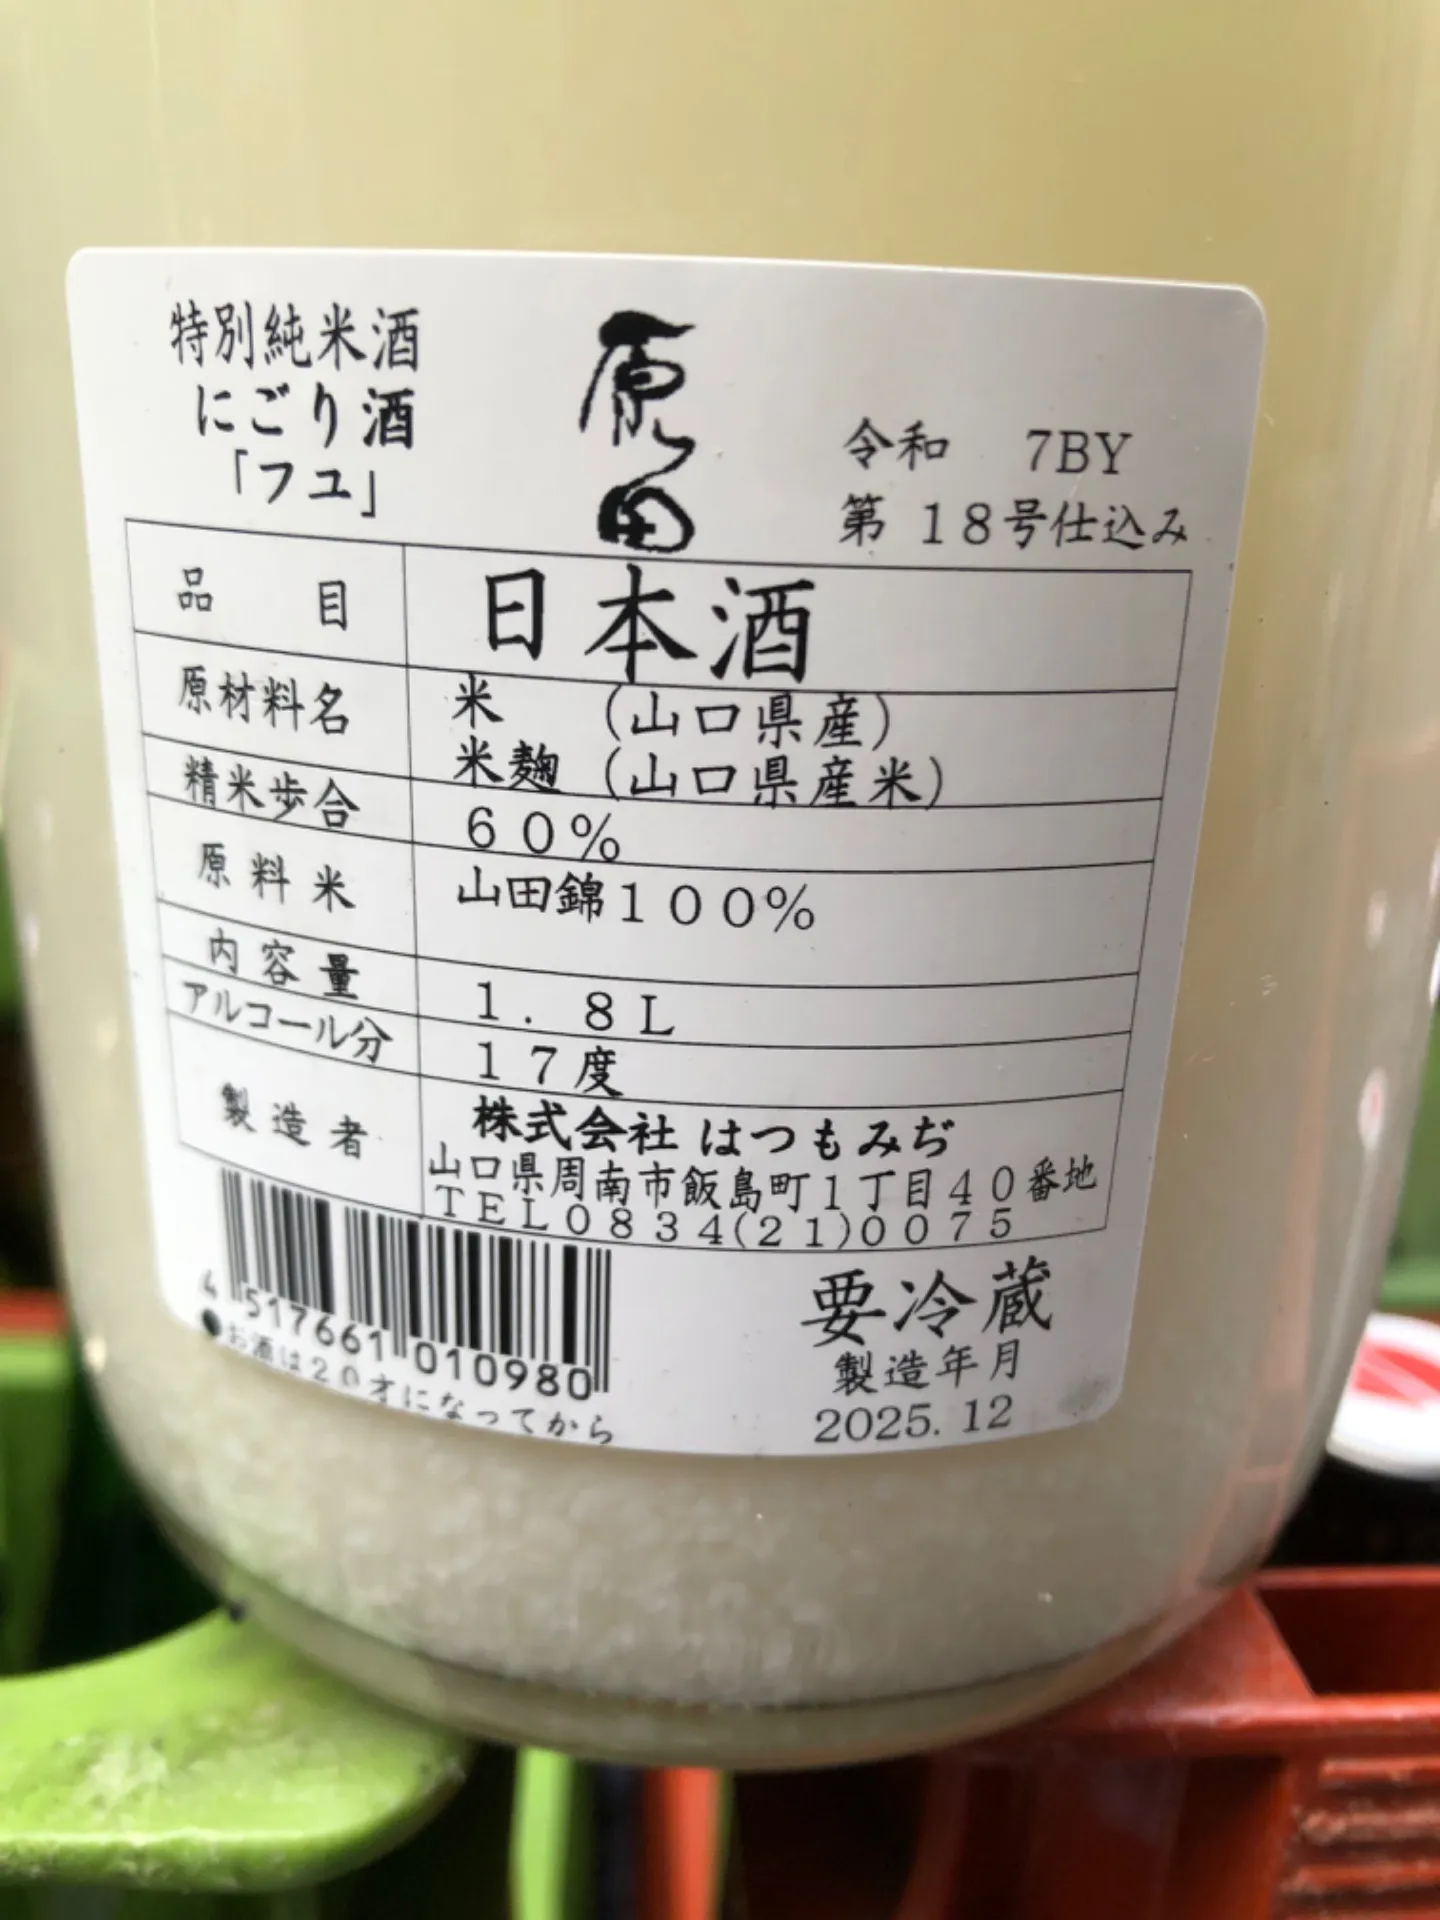 特別純米酒
にごり酒
「フユ」
原田
令和 7BY
第 18号仕込み
品 目 日本酒
原材料名 米 (山口県産)
米麹 (山口県産米)
精米歩合 60%
原料米 山田錦100%
内容量 1.8L
アルコール分 17度
製造者 株式会社はつもみぢ
山口県周南市飯島町1丁目40番地
TEL0834(21)0075
4 517661 010980
●お酒は20才になってから
要冷蔵
製造年月
2025.12